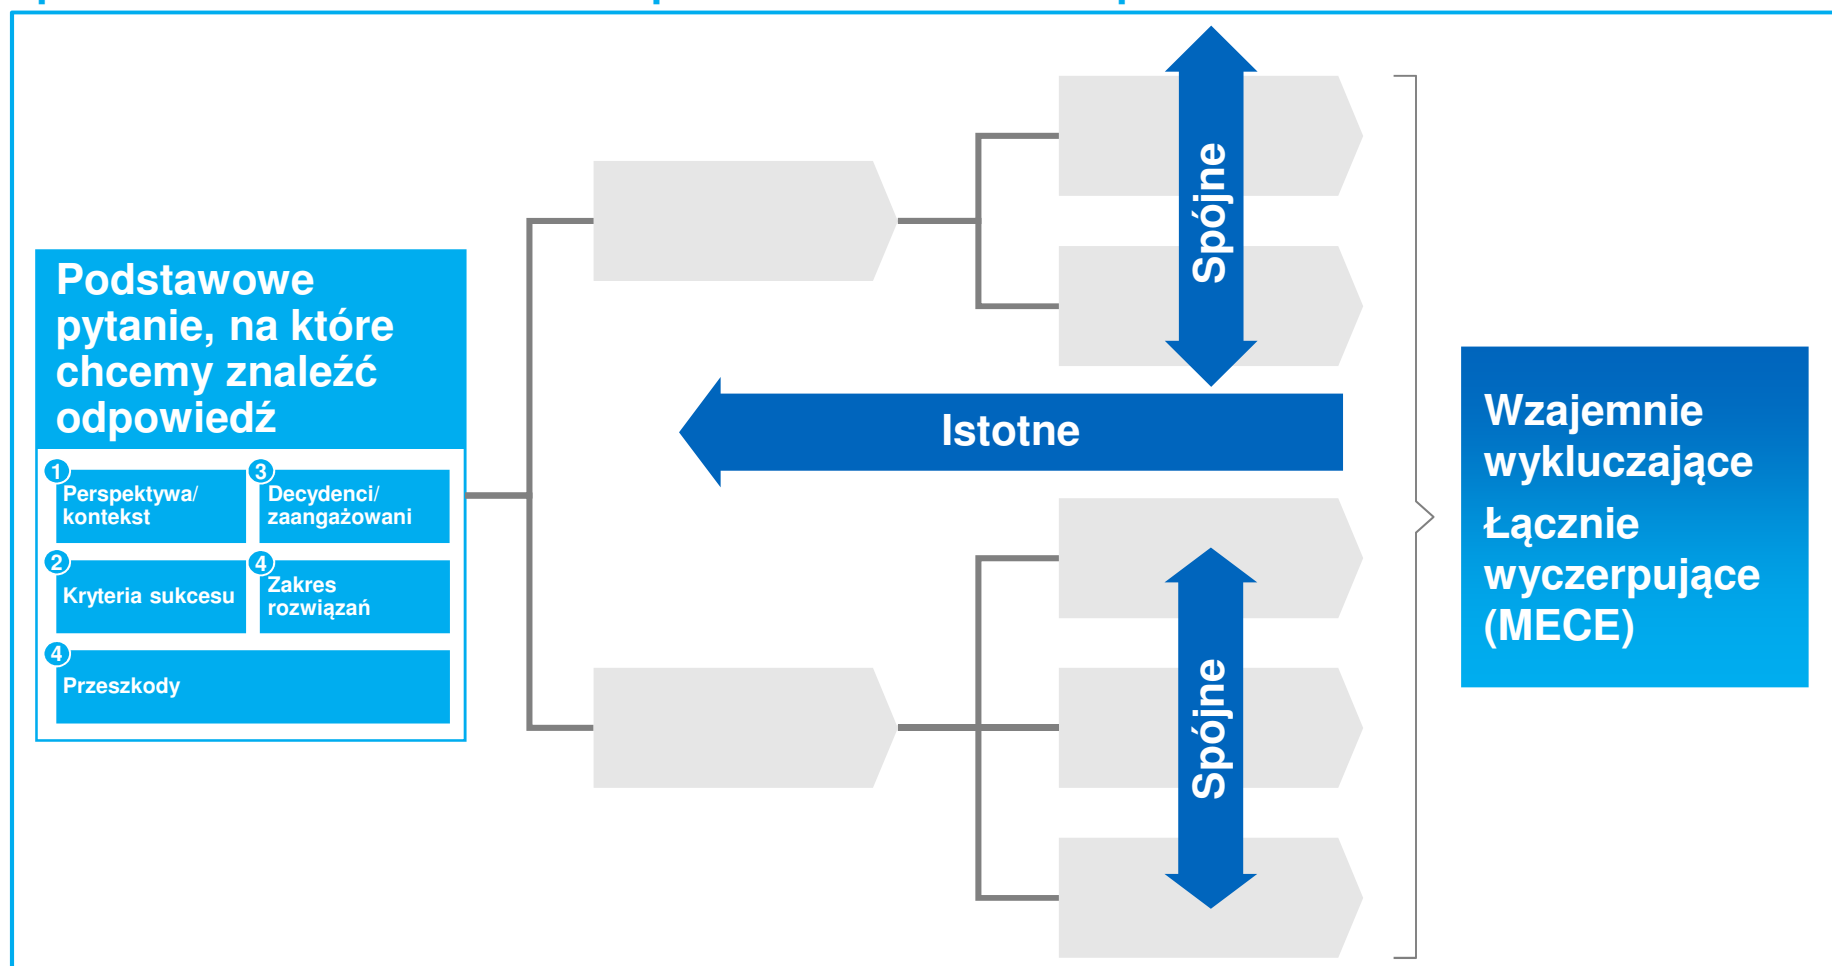 Podstawowe
pytanie, na które
chcemy znaleźć
odpowiedź
1
Perspektywa/
kontekst
3
Decydenci/
zaangażowani
2
Kryteria sukcesu
4
Zakres
rozwiązań
4
Przeszkody
Spójne
Istotne
Spójne
Wzajemnie
wykluczające
Łącznie
wyczerpujące
(MECE)